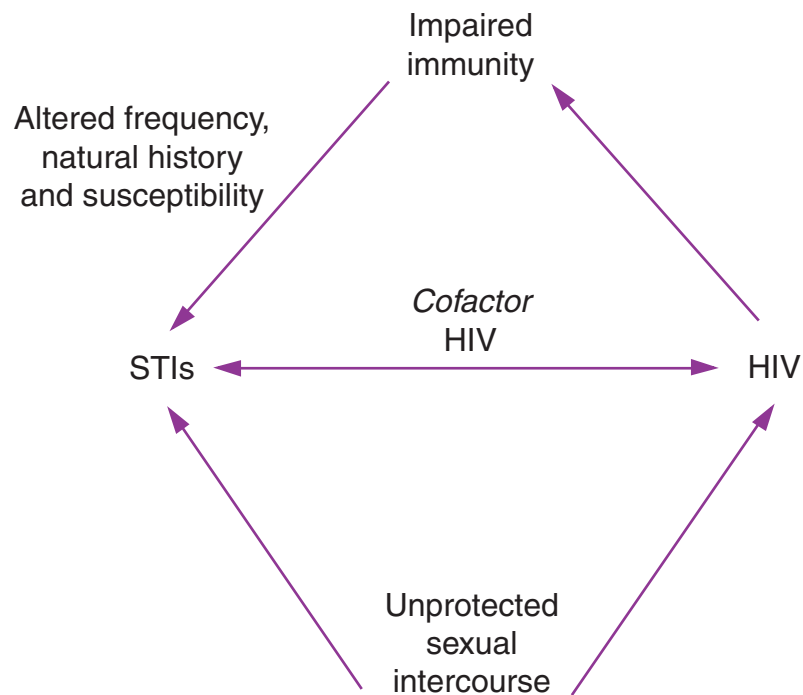 Impaired
immunity
Altered frequency,
natural history
and susceptibility
Cofactor
HIV
STIs
HIV
Unprotected
sexual
intercourse